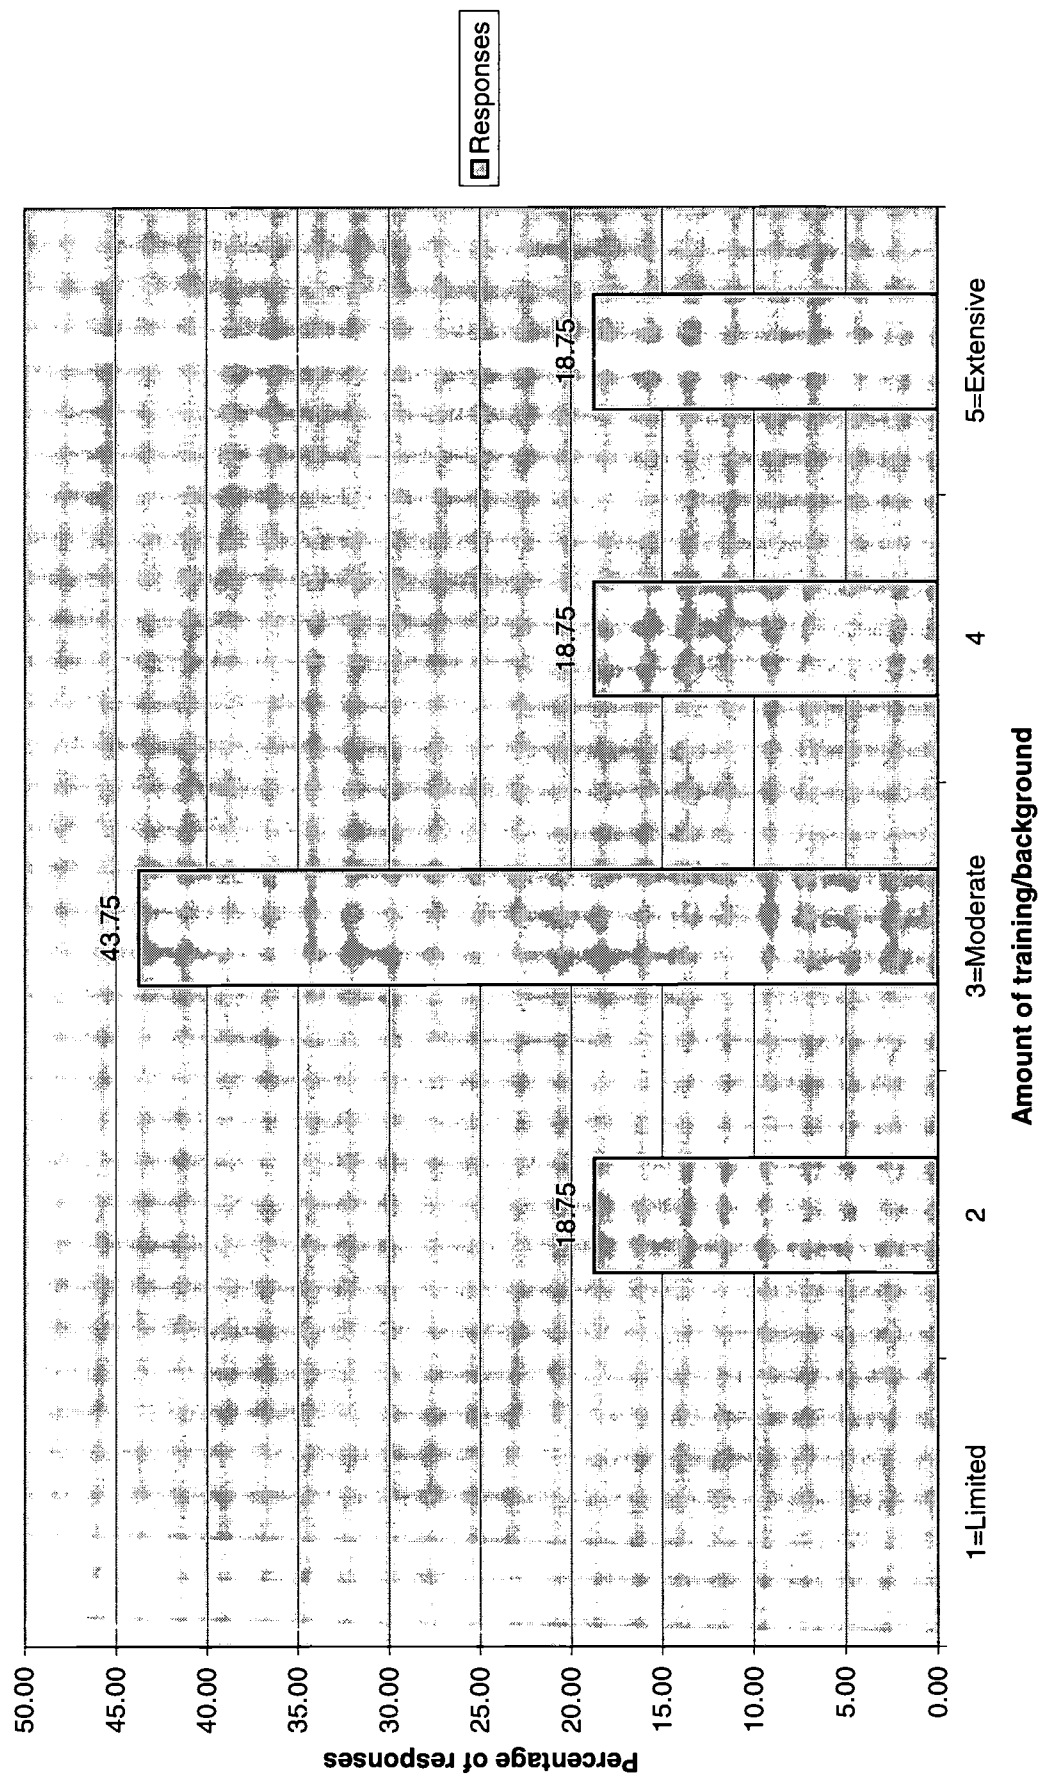 Responses
50.00
45.00
40.00
35.00
30.00
25.00
20.00
15.00
10.00
5.00
0.00
Percentage of responses
18.75
43.75
18.75
18.75
1=Limited
2
3=Moderate
4
5=Extensive
Amount of training/background